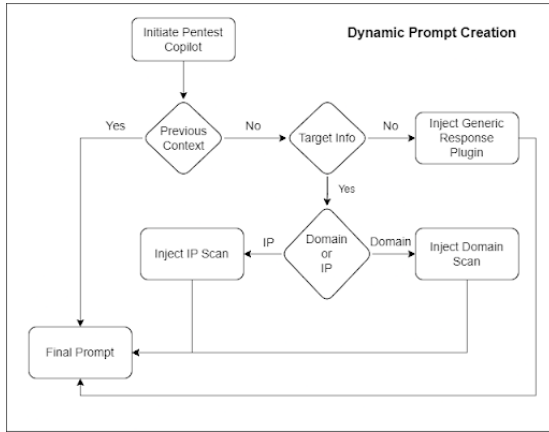 Initiate Pentest
Copilot
Dynamic Prompt Creation
Yes
Previous
Context
No
Target Info
No
Inject Generic
Response
Plugin
Yes
Inject IP Scan
IP
Domain
or
IP
Domain
Inject Domain
Scan
Final Prompt